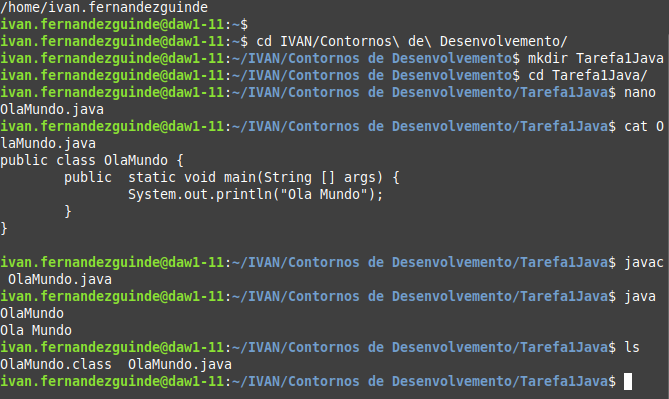 /home/ivan.fernandezguinde
ivan.fernandezguinde@daw1-11:~$
ivan.fernandezguinde@daw1-11:~$ cd IVAN/Contornos\ de\ Desenvolvemento/
ivan.fernandezguinde@daw1-11:~/IVAN/Contornos de Desenvolvemento$ mkdir Tarefa1Java
ivan.fernandezguinde@daw1-11:~/IVAN/Contornos de Desenvolvemento$ cd Tarefa1Java/
ivan.fernandezguinde@daw1-11:~/IVAN/Contornos de Desenvolvemento/Tarefa1Java$ nano
OlaMundo.java
ivan.fernandezguinde@daw1-11:~/IVAN/Contornos de Desenvolvemento/Tarefa1Java$ cat O
laMundo.java
public class OlaMundo {
        public  static void main(String [] args) {
                System.out.println("Ola Mundo");
        }
}
ivan.fernandezguinde@daw1-11:~/IVAN/Contornos de Desenvolvemento/Tarefa1Java$ javac
 OlaMundo.java
ivan.fernandezguinde@daw1-11:~/IVAN/Contornos de Desenvolvemento/Tarefa1Java$ java
OlaMundo
Ola Mundo
ivan.fernandezguinde@daw1-11:~/IVAN/Contornos de Desenvolvemento/Tarefa1Java$ ls
OlaMundo.class  OlaMundo.java
ivan.fernandezguinde@daw1-11:~/IVAN/Contornos de Desenvolvemento/Tarefa1Java$